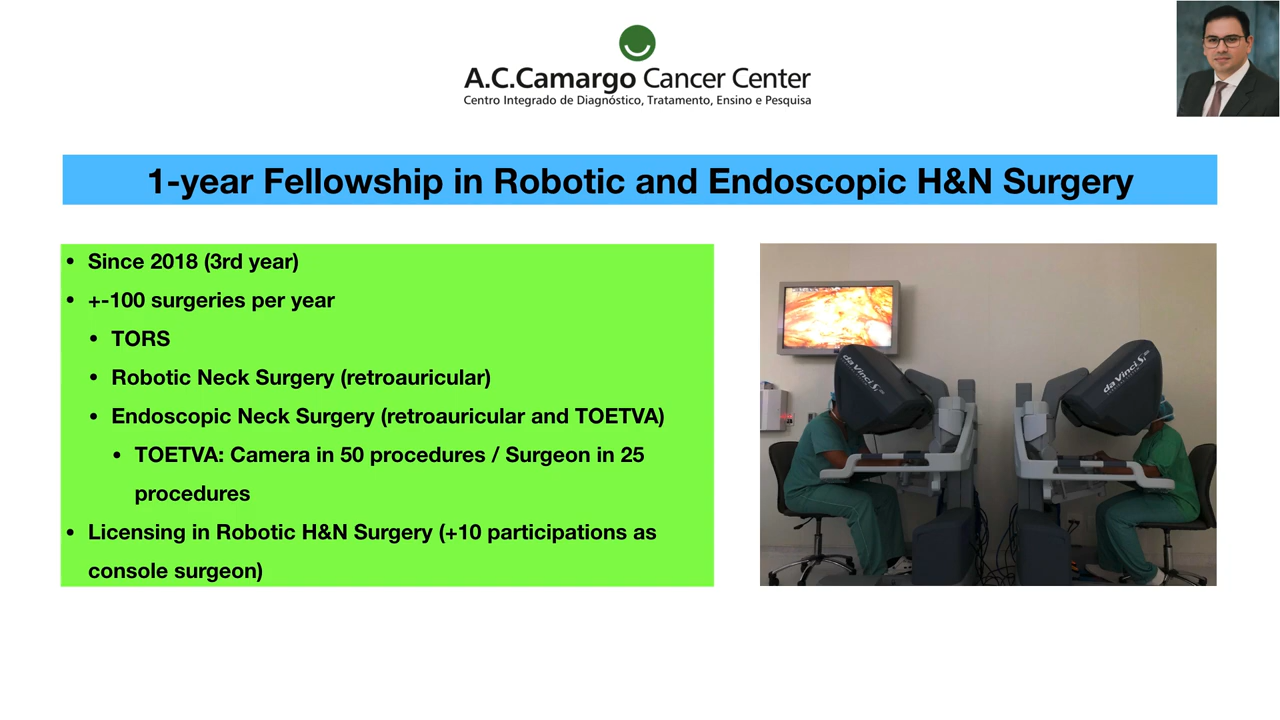 A.C.Camargo Cancer Center
Centro Integrado de Diagnóstico, Tratamento, Ensino e Pesquisa
1-year Fellowship in Robotic and Endoscopic H&N Surgery
• Since 2018 (3rd year)
• +-100 surgeries per year
• TORS
• Robotic Neck Surgery (retroauricular)
• Endoscopic Neck Surgery (retroauricular and TOETVA)
• TOETVA: Camera in 50 procedures / Surgeon in 25
procedures
• Licensing in Robotic H&N Surgery (+10 participations as
console surgeon)
da Vinci Si
da Vinci Si